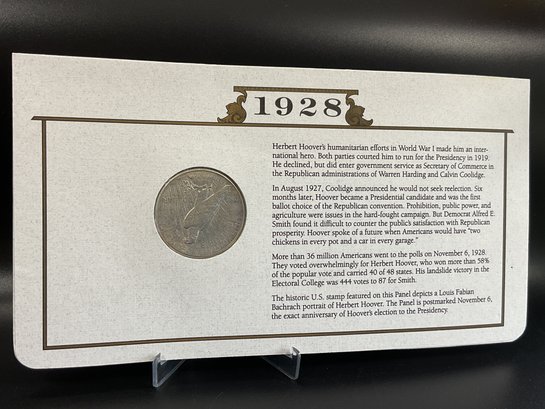 1928
Herbert Hoover's humanitarian efforts in World War I made him an inter-
national hero. Both parties courted him to run for the Presidency in 1919.
He declined, but did enter government service as Secretary of Commerce in
the Republican administrations of Warren Harding and Calvin Coolidge.
In August 1927, Coolidge announced he would not seek reelection. Six
months later, Hoover became a Presidential candidate and was the first
ballot choice of the Republican convention. Prohibition, public power, and
agriculture were issues in the hard-fought campaign. But Democrat Alfred E.
Smith found it difficult to counter the public's satisfaction with Republican
prosperity. Hoover spoke of a future when Americans would have "two
chickens in every pot and a car in every garage."
More than 36 million Americans went to the polls on November 6, 1928.
They voted overwhelmingly for Herbert Hoover, who won more than 58%
of the popular vote and carried 40 of 48 states. His landslide victory in the
Electoral College was 444 votes to 87 for Smith.
The historic U.S. stamp featured on this Panel depicts a Louis Fabian
Bachrach portrait of Herbert Hoover. The Panel is postmarked November 6,
the exact anniversary of Hoover's election to the Presidency.